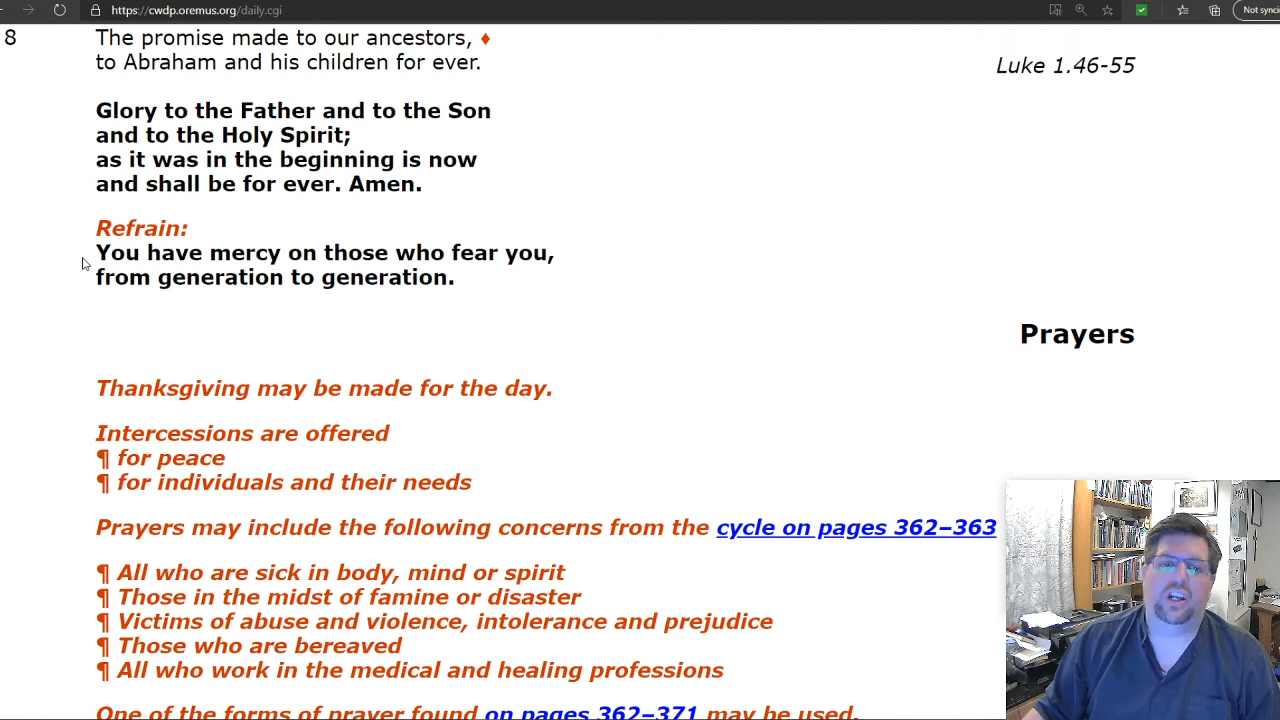 https://cwdp.oremus.org/daily.cgi
Not synci
8
The promise made to our ancestors, ♦
to Abraham and his children for ever.
Luke 1.46-55
Glory to the Father and to the Son
and to the Holy Spirit;
as it was in the beginning is now
and shall be for ever. Amen.
Refrain:
You have mercy on those who fear you,
from generation to generation.
Prayers
Thanksgiving may be made for the day.
Intercessions are offered
¶ for peace
¶ for individuals and their needs
Prayers may include the following concerns from the cycle on pages 362–363
¶ All who are sick in body, mind or spirit
¶ Those in the midst of famine or disaster
¶ Victims of abuse and violence, intolerance and prejudice
¶ Those who are bereaved
¶ All who work in the medical and healing professions
One of the forms of prayer found on pages 362–371 may be used.